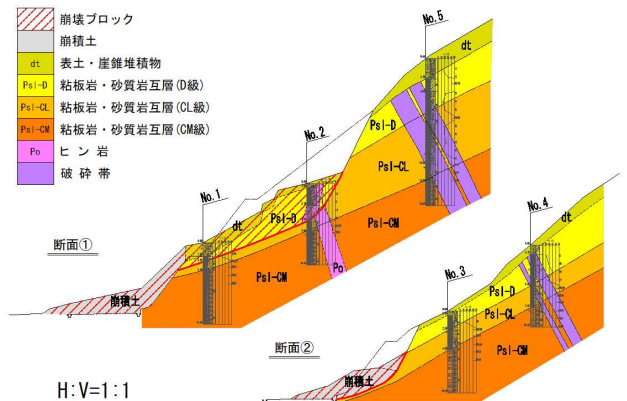 崩壊ブロック
崩積土
dt 表土・崖錐堆積物
Psl-D 粘板岩・砂質岩互層(D級)
Psl-CL 粘板岩・砂質岩互層(CL級)
Psl-CM 粘板岩・砂質岩互層(CM級)
Po ヒン岩
破砕帯
No.5
dt
No.2
Psl-D
Psl-CL
No.1
dt
Psl-D
Psl-CM
No.4
dt
断面①
Psl-CM
Po
No.3
Psl-D
崩積土
Psl-CL
断面②
Psl-CM
崩積土
H:V=1:1